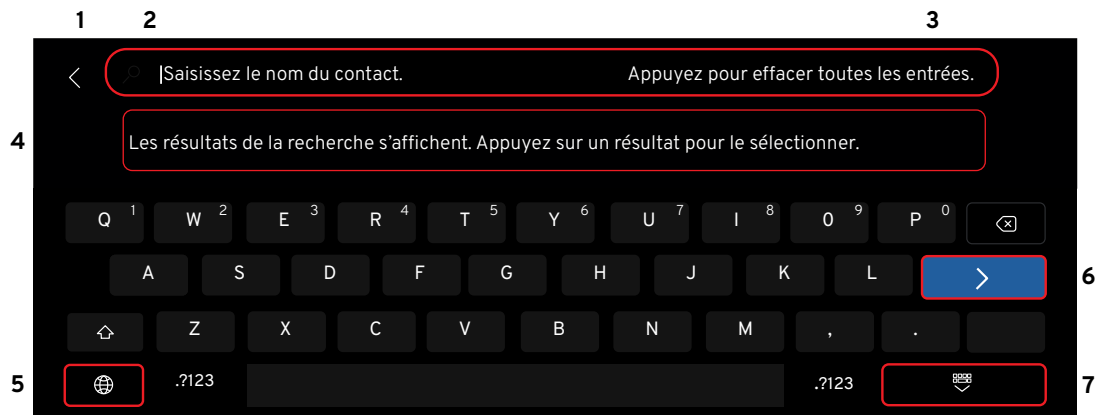 1 2 3
Saisissez le nom du contact. Appuyez pour effacer toutes les entrées.
4 Les résultats de la recherche s'affichent. Appuyez sur un résultat pour le sélectionner.
Q 1 W 2 E 3 R 4 T 5 Y 6 U 7 I 8 0 9 P 0
A S D F G H J K L 6
Z X C V B N M , .
5 .?123 .?123 7